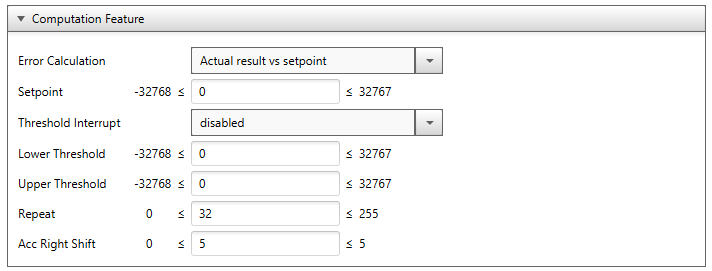 Computation Feature
Error Calculation Actual result vs setpoint
Setpoint -32768 ≤ 0 ≤ 32767
Threshold Interrupt disabled
Lower Threshold -32768 ≤ 0 ≤ 32767
Upper Threshold -32768 ≤ 0 ≤ 32767
Repeat 0 ≤ 32 ≤ 255
Acc Right Shift 0 ≤ 5 ≤ 5